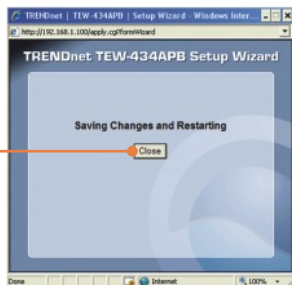 TRENDnet | TEW-434APB | Setup Wizard - Windows Inter...
http://192.168.1.100/apply.cgi?formWizard
TRENDnet TEW-434APB Setup Wizard
Saving Changes and Restarting
Close
Done
Internet
100%